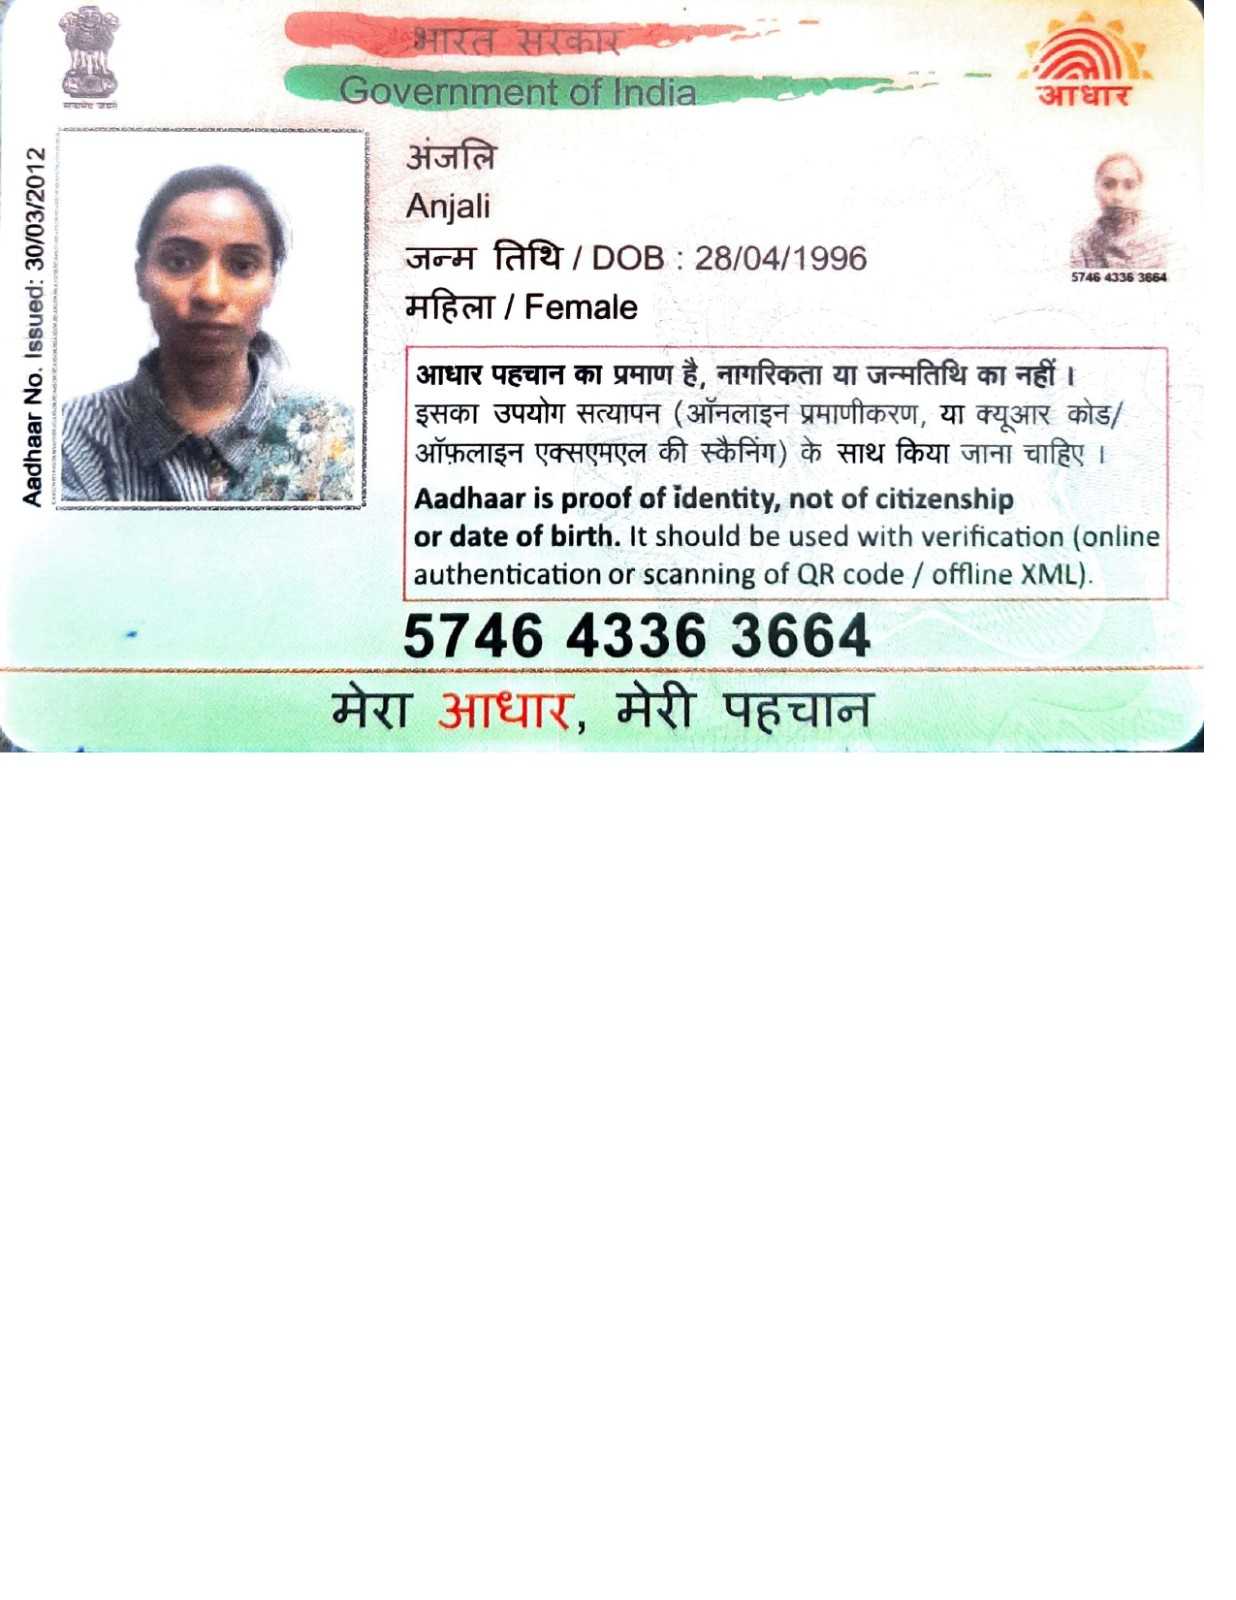 भारत सरकार
Government of India
आधार
सत्यमेव जयते
Aadhaar No. Issued: 30/03/2012
अंजलि
Anjali
जन्म तिथि / DOB : 28/04/1996
महिला / Female
5746 4336 3664
आधार पहचान का प्रमाण है, नागरिकता या जन्मतिथि का नहीं ।
इसका उपयोग सत्यापन (ऑनलाइन प्रमाणीकरण, या क्यूआर कोड/
ऑफ़लाइन एक्सएमएल की स्कैनिंग) के साथ किया जाना चाहिए ।
Aadhaar is proof of identity, not of citizenship
or date of birth. It should be used with verification (online
authentication or scanning of QR code / offline XML).
5746 4336 3664
मेरा आधार, मेरी पहचान